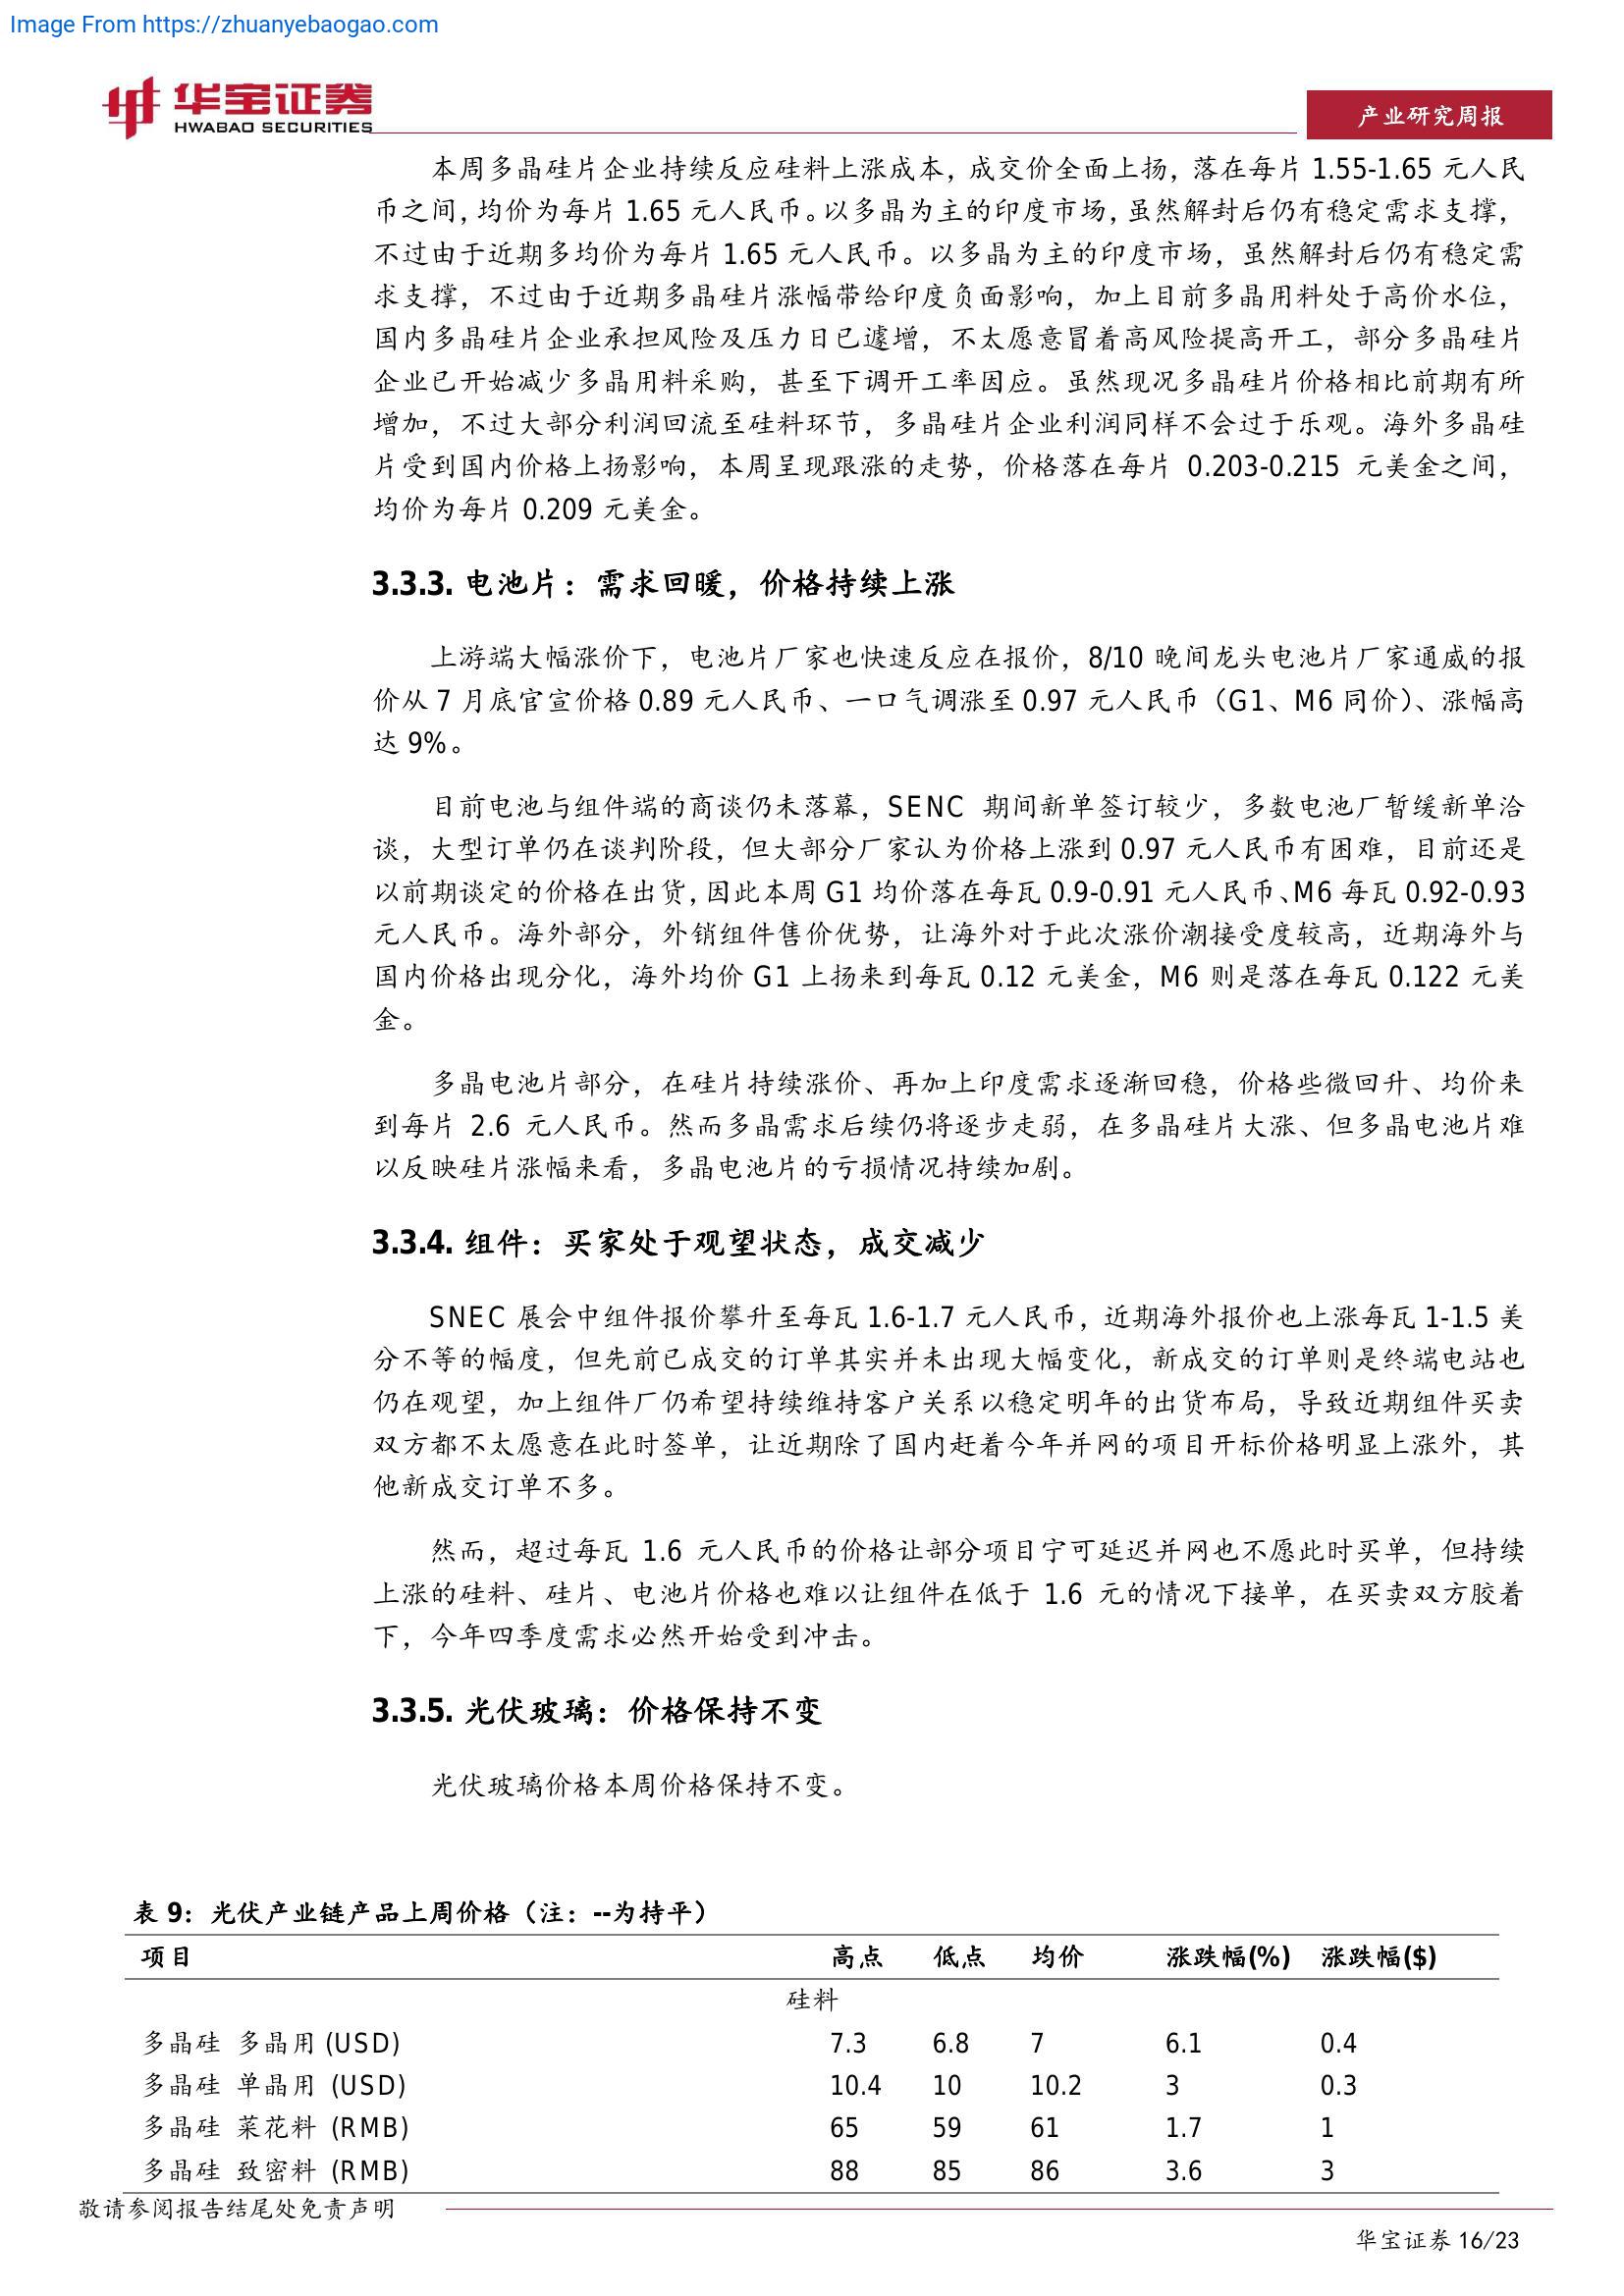 Image From https://zhuanyebaogao.com
华宝证券
HWABAO SECURITIES
产业研究周报
本周多晶硅片企业持续反应硅料上涨成本，成交价全面上扬，落在每片 1.55-1.65 元人民
币之间，均价为每片 1.65 元人民币。以多晶为主的印度市场，虽然解封后仍有稳定需求支撑，
不过由于近期多均价为每片 1.65 元人民币。以多晶为主的印度市场，虽然解封后仍有稳定需
求支撑，不过由于近期多晶硅片涨幅带给印度负面影响，加上目前多晶用料处于高价水位，
国内多晶硅片企业承担风险及压力日已遽增，不太愿意冒着高风险提高开工，部分多晶硅片
企业已开始减少多晶用料采购，甚至下调开工率因应。虽然现况多晶硅片价格相比前期有所
增加，不过大部分利润回流至硅料环节，多晶硅片企业利润同样不会过于乐观。海外多晶硅
片受到国内价格上扬影响，本周呈现跟涨的走势，价格落在每片 0.203-0.215 元美金之间，
均价为每片 0.209 元美金。
3.3.3. 电池片：需求回暖，价格持续上涨
上游端大幅涨价下，电池片厂家也快速反应在报价，8/10 晚间龙头电池片厂家通威的报
价从 7 月底官宣价格 0.89 元人民币、一口气调涨至 0.97 元人民币（G1、M6 同价）、涨幅高
达 9%。
目前电池与组件端的商谈仍未落幕，SENC 期间新单签订较少，多数电池厂暂缓新单洽
谈，大型订单仍在谈判阶段，但大部分厂家认为价格上涨到 0.97 元人民币有困难，目前还是
以前期谈定的价格在出货，因此本周 G1 均价落在每瓦 0.9-0.91 元人民币、M6 每瓦 0.92-0.93
元人民币。海外部分，外销组件售价优势，让海外对于此次涨价潮接受度较高，近期海外与
国内价格出现分化，海外均价 G1 上扬来到每瓦 0.12 元美金，M6 则是落在每瓦 0.122 元美
金。
多晶电池片部分，在硅片持续涨价、再加上印度需求逐渐回稳，价格些微回升、均价来
到每片 2.6 元人民币。然而多晶需求后续仍将逐步走弱，在多晶硅片大涨、但多晶电池片难
以反映硅片涨幅来看，多晶电池片的亏损情况持续加剧。
3.3.4. 组件：买家处于观望状态，成交减少
SNEC 展会中组件报价攀升至每瓦 1.6-1.7 元人民币，近期海外报价也上涨每瓦 1-1.5 美
分不等的幅度，但先前已成交的订单其实并未出现大幅变化，新成交的订单则是终端电站也
仍在观望，加上组件厂仍希望持续维持客户关系以稳定明年的出货布局，导致近期组件买卖
双方都不太愿意在此时签单，让近期除了国内赶着今年并网的项目开标价格明显上涨外，其
他新成交订单不多。
然而，超过每瓦 1.6 元人民币的价格让部分项目宁可延迟并网也不愿此时买单，但持续
上涨的硅料、硅片、电池片价格也难以让组件在低于 1.6 元的情况下接单，在买卖双方胶着
下，今年四季度需求必然开始受到冲击。
3.3.5. 光伏玻璃：价格保持不变
光伏玻璃价格本周价格保持不变。
表 9：光伏产业链产品上周价格（注：--为持平）
项目 高点 低点 均价 涨跌幅(%) 涨跌幅($)
硅料
多晶硅 多晶用 (USD) 7.3 6.8 7 6.1 0.4
多晶硅 单晶用 (USD) 10.4 10 10.2 3 0.3
多晶硅 菜花料 (RMB) 65 59 61 1.7 1
多晶硅 致密料 (RMB) 88 85 86 3.6 3
敬请参阅报告结尾处免责声明
华宝证券 16/23